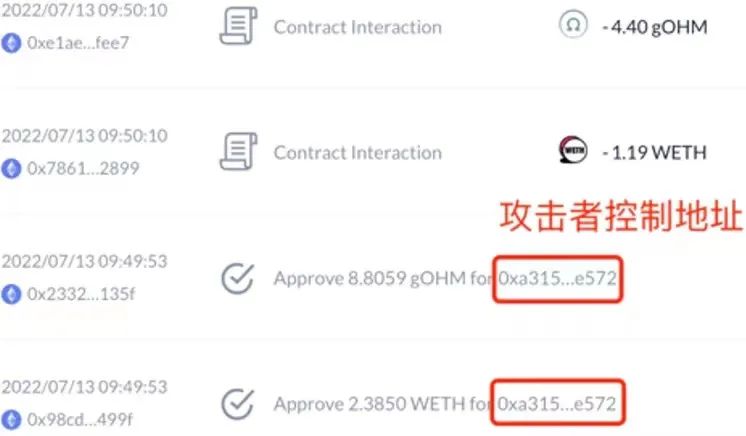 2022/07/13 09:50:10
Contract Interaction
- 4.40 gOHM
0xe1ae...fee7
2022/07/13 09:50:10
Contract Interaction
WETH
- 1.19 WETH
0x7861...2899
攻击者控制地址
2022/07/13 09:49:53
Approve 8.8059 gOHM for 0xa315...e572
0x2332...135f
2022/07/13 09:49:53
Approve 2.3850 WETH for 0xa315...e572
0x98cd...499f